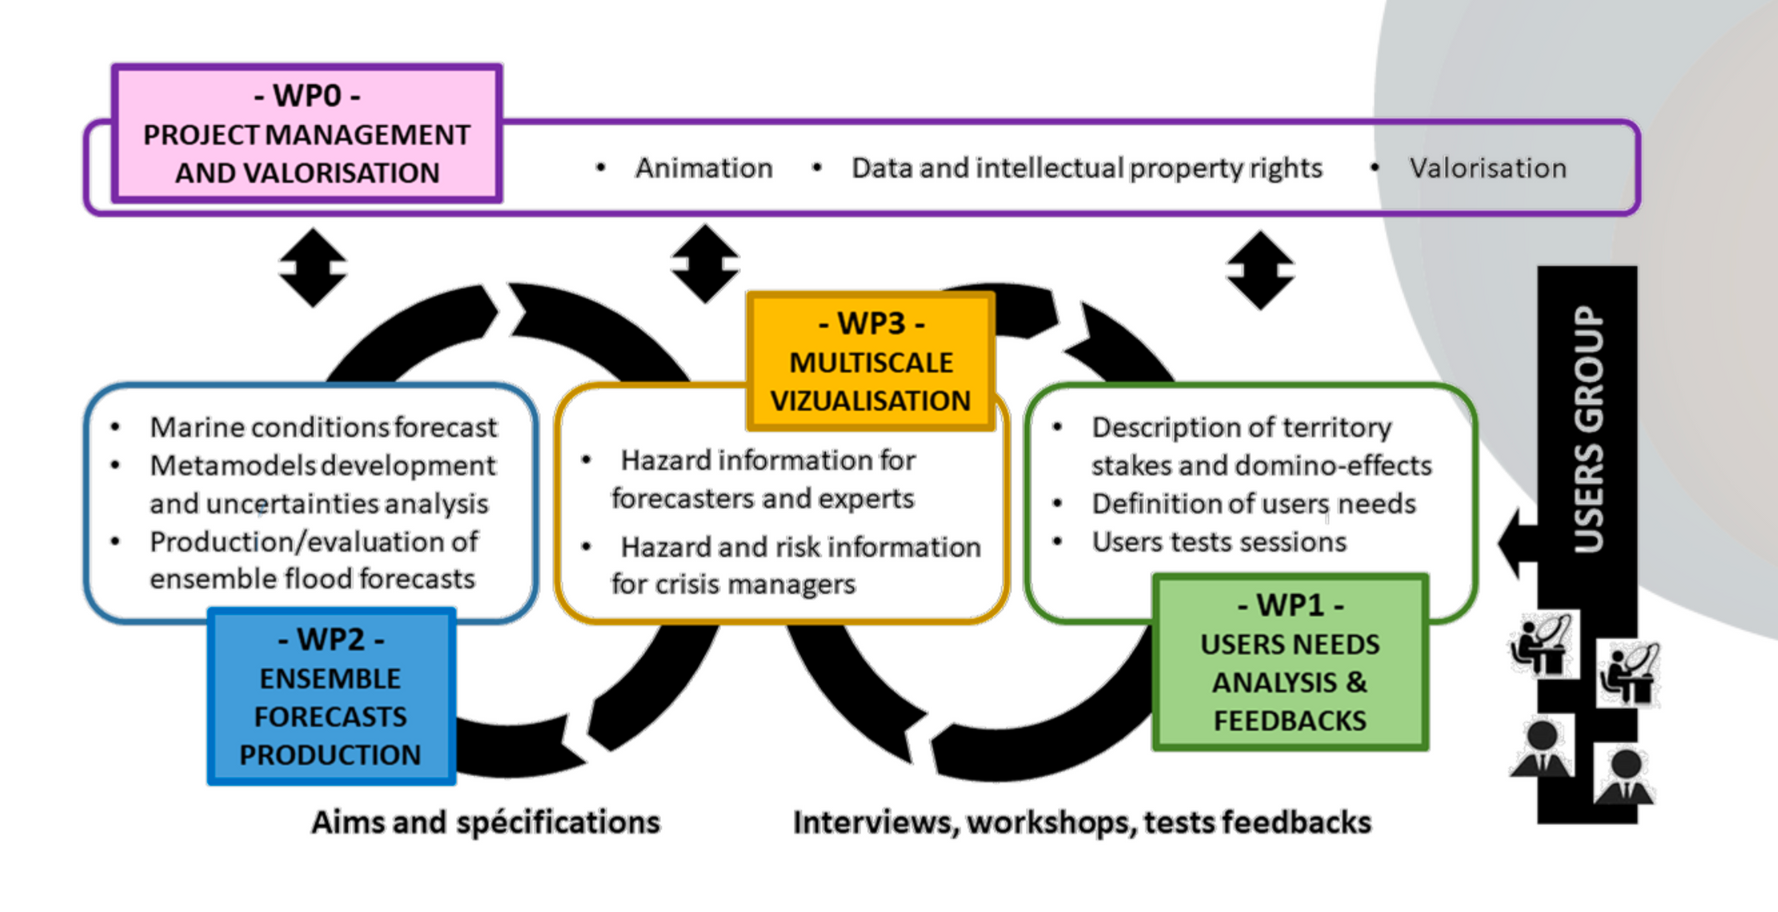 - WP0 -
PROJECT MANAGEMENT
AND VALORISATION
• Animation • Data and intellectual property rights • Valorisation
• Marine conditions forecast
• Metamodels development
and uncertainties analysis
• Production/evaluation of
ensemble flood forecasts
- WP2 -
ENSEMBLE
FORECASTS
PRODUCTION
- WP3 -
MULTISCALE
VIZUALISATION
• Hazard information for
forecasters and experts
• Hazard and risk information
for crisis managers
• Description of territory
stakes and domino-effects
• Definition of users needs
• Users tests sessions
- WP1 -
USERS NEEDS
ANALYSIS &
FEEDBACKS
USERS GROUP
Aims and spécifications
Interviews, workshops, tests feedbacks